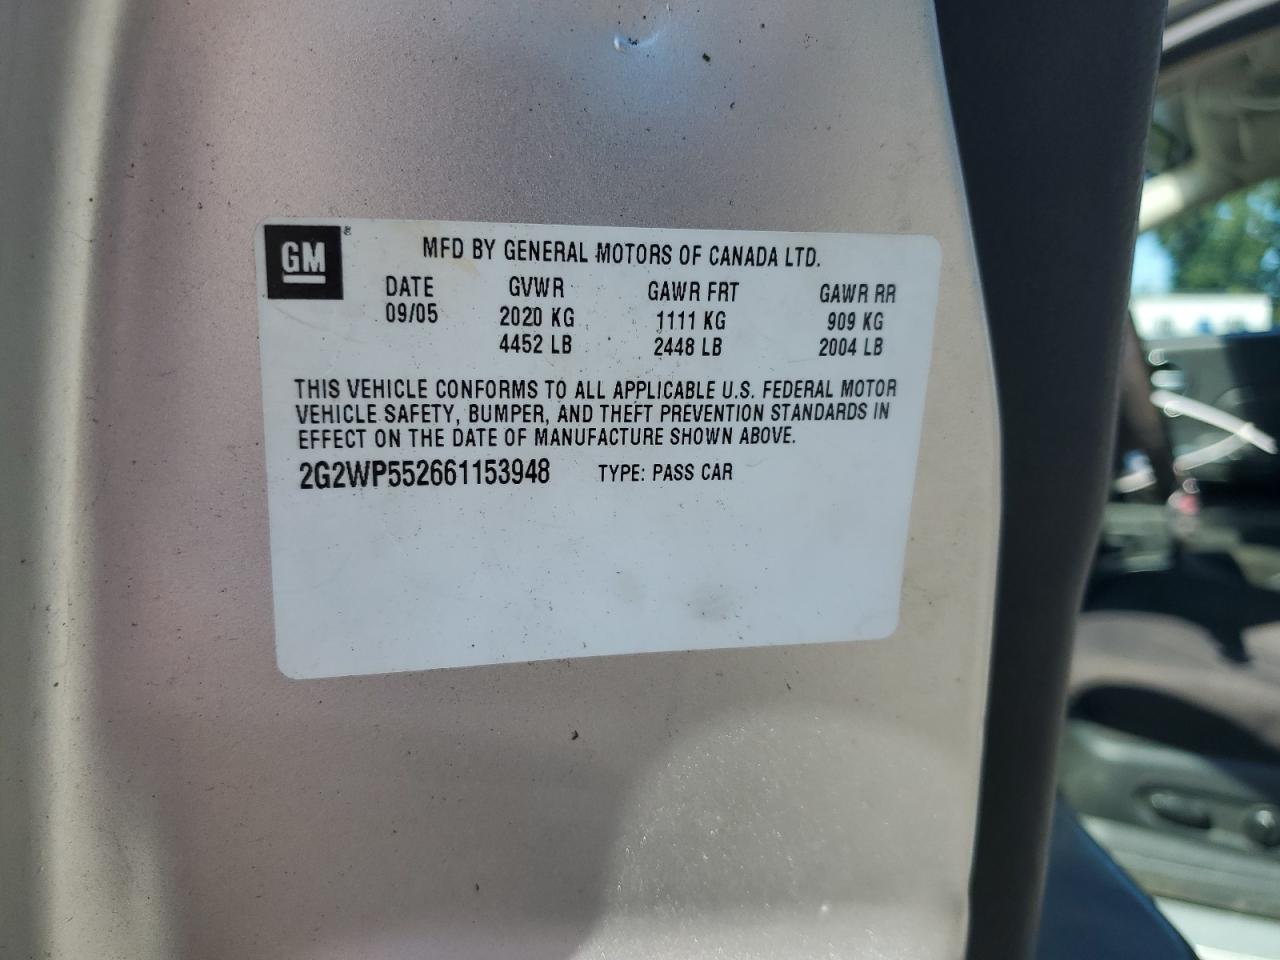 GM®
MFD BY GENERAL MOTORS OF CANADA LTD.
DATE GVWR GAWR FRT GAWR RR
09/05 2020 KG 1111 KG 909 KG
4452 LB 2448 LB 2004 LB
THIS VEHICLE CONFORMS TO ALL APPLICABLE U.S. FEDERAL MOTOR
VEHICLE SAFETY, BUMPER, AND THEFT PREVENTION STANDARDS IN
EFFECT ON THE DATE OF MANUFACTURE SHOWN ABOVE.
2G2WP552661153948 TYPE: PASS CAR